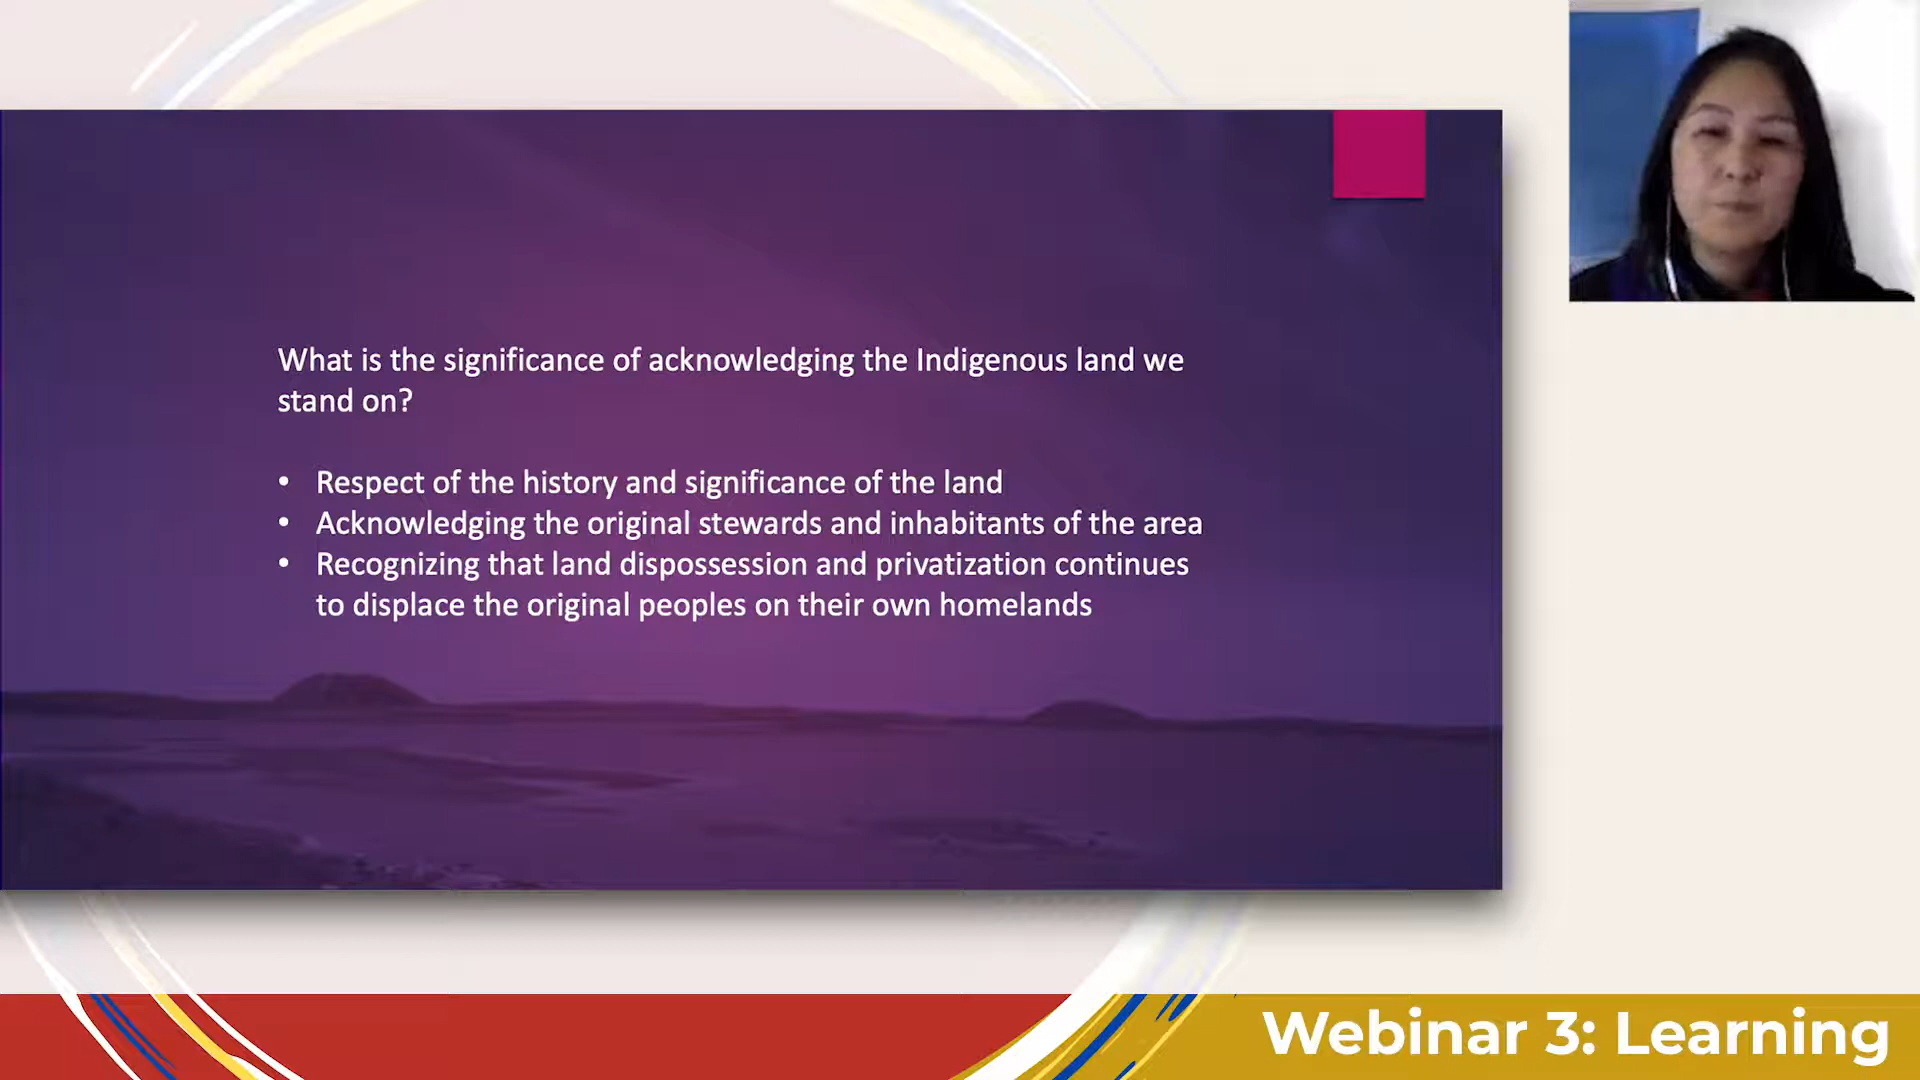 What is the significance of acknowledging the Indigenous land we
stand on?
• Respect of the history and significance of the land
• Acknowledging the original stewards and inhabitants of the area
• Recognizing that land dispossession and privatization continues
to displace the original peoples on their own homelands
Webinar 3: Learning